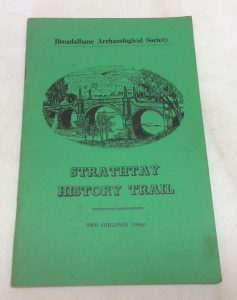 Breadalbane Archaeological Society
STRATHTAY
HISTORY TRAIL
TWO SHILLINGS (10np)